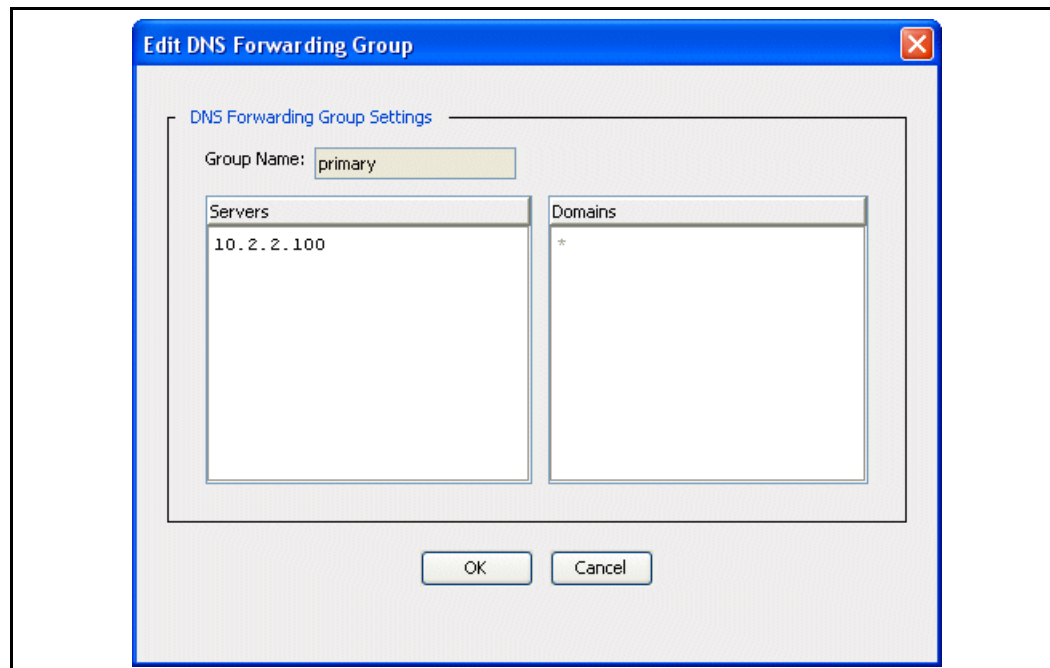 Edit DNS Forwarding Group
DNS Forwarding Group Settings
Group Name: primary
Servers
10.2.2.100
Domains
*
OK
Cancel